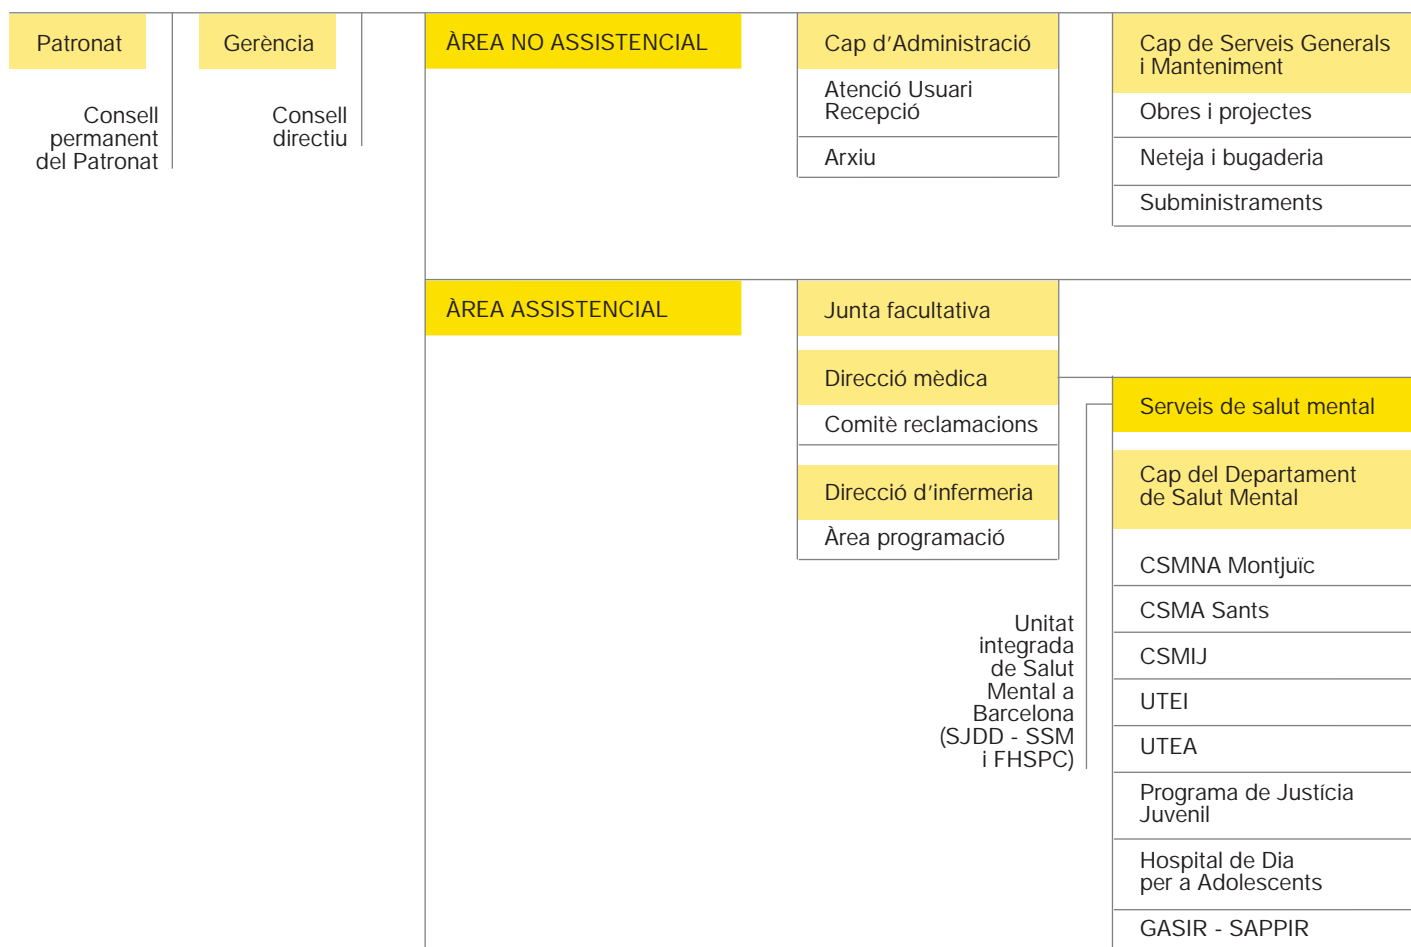 Patronat
Consell
permanent
del Patronat
Gerència
Consell
directiu
ÀREA NO ASSISTENCIAL
Cap d’Administració
Atenció Usuari
Recepció
Arxiu
Cap de Serveis Generals
i Manteniment
Obres i projectes
Neteja i bugaderia
Subministraments
ÀREA ASSISTENCIAL
Junta facultativa
Direcció mèdica
Comitè reclamacions
Direcció d’infermeria
Àrea programació
Unitat
integrada
de Salut
Mental a
Barcelona
(SJDD - SSM
i FHSPC)
Serveis de salut mental
Cap del Departament
de Salut Mental
CSMNA Montjuïc
CSMA Sants
CSMIJ
UTEI
UTEA
Programa de Justícia
Juvenil
Hospital de Dia
per a Adolescents
GASIR - SAPPIR